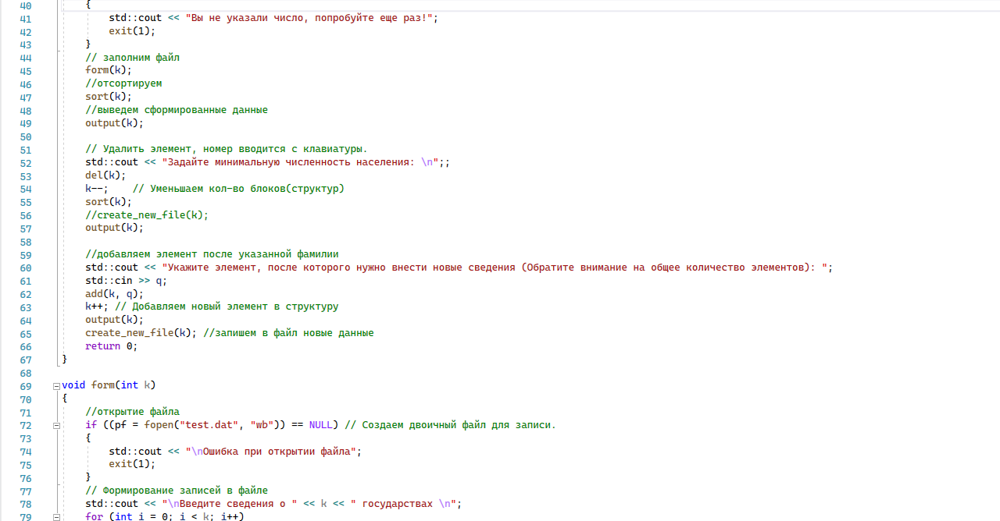 40 {
41 std::cout << "Вы не указали число, попробуйте еще раз!";
42 exit(1);
43 }
44 // заполним файл
45 form(k);
46 //отсортируем
47 sort(k);
48 //выведем сформированные данные
49 output(k);
50
51 // Удалить элемент, номер вводится с клавиатуры.
52 std::cout << "Задайте минимальную численность населения: \n";;
53 del(k);
54 k--; // Уменьшаем кол-во блоков(структур)
55 sort(k);
56 //create_new_file(k);
57 output(k);
58
59 //добавляем элемент после указанной фамилии
60 std::cout << "Укажите элемент, после которого нужно внести новые сведения (Обратите внимание на общее количество элементов): ";
61 std::cin >> q;
62 add(k, q);
63 k++; // Добавляем новый элемент в структуру
64 output(k);
65 create_new_file(k); //запишем в файл новые данные
66 return 0;
67 }
68
69 void form(int k)
70 {
71 //открытие файла
72 if ((pf = fopen("test.dat", "wb")) == NULL) // Создаем двоичный файл для записи.
73 {
74 std::cout << "\nОшибка при открытии файла";
75 exit(1);
76 }
77 // Формирование записей в файле
78 std::cout << "\nВведите сведения о " << k << " государствах \n";
79 for (int i = 0; i < k; i++)